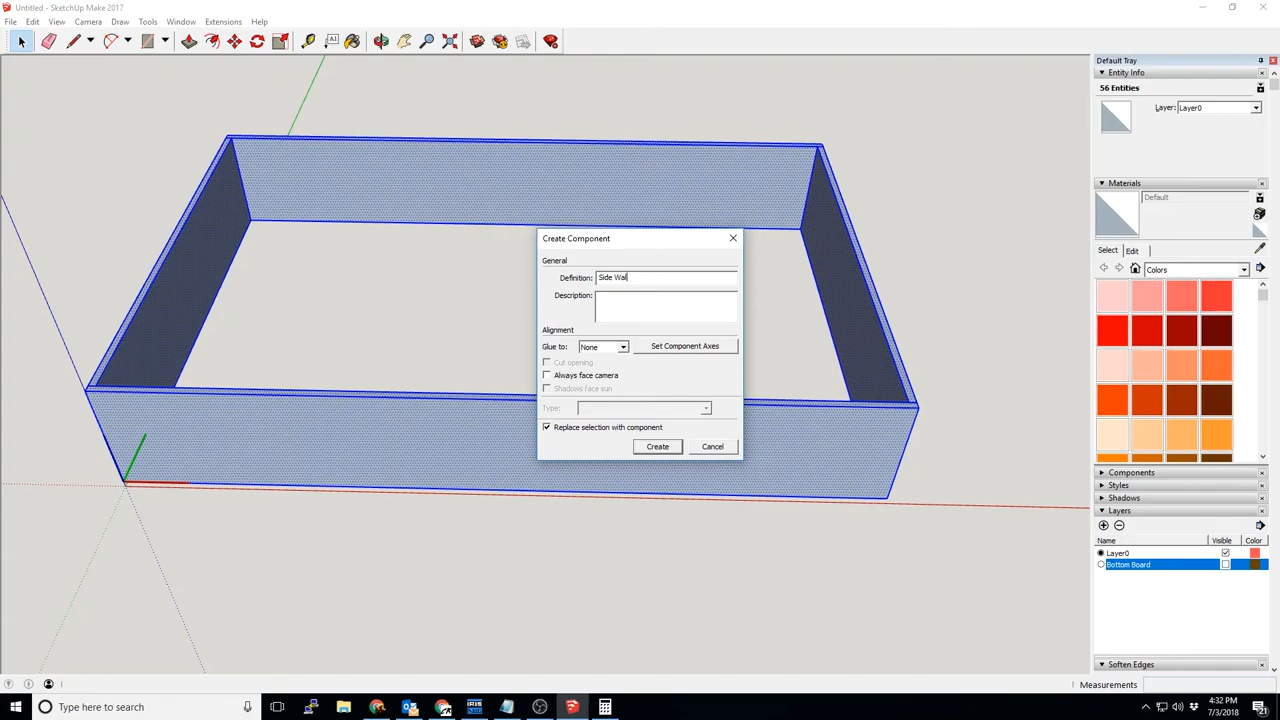 Untitled - SketchUp Make 2017
File Edit View Camera Draw Tools Window Extensions Help
A1
Default Tray
Entity Info
56 Entities
Layer: Layer0
Materials
Default
Select Edit
Colors
Create Component
General
Definition: Side Wal
Description:
Alignment
Glue to: None Set Component Axes
Cut opening
Always face camera
Shadows face sun
Type:
Replace selection with component
Create Cancel
Components
Styles
Shadows
Layers
Name Visible Color
Layer0
Bottom Board
Soften Edges
Measurements
Type here to search
IRIS
4:32 PM
7/3/2018
21